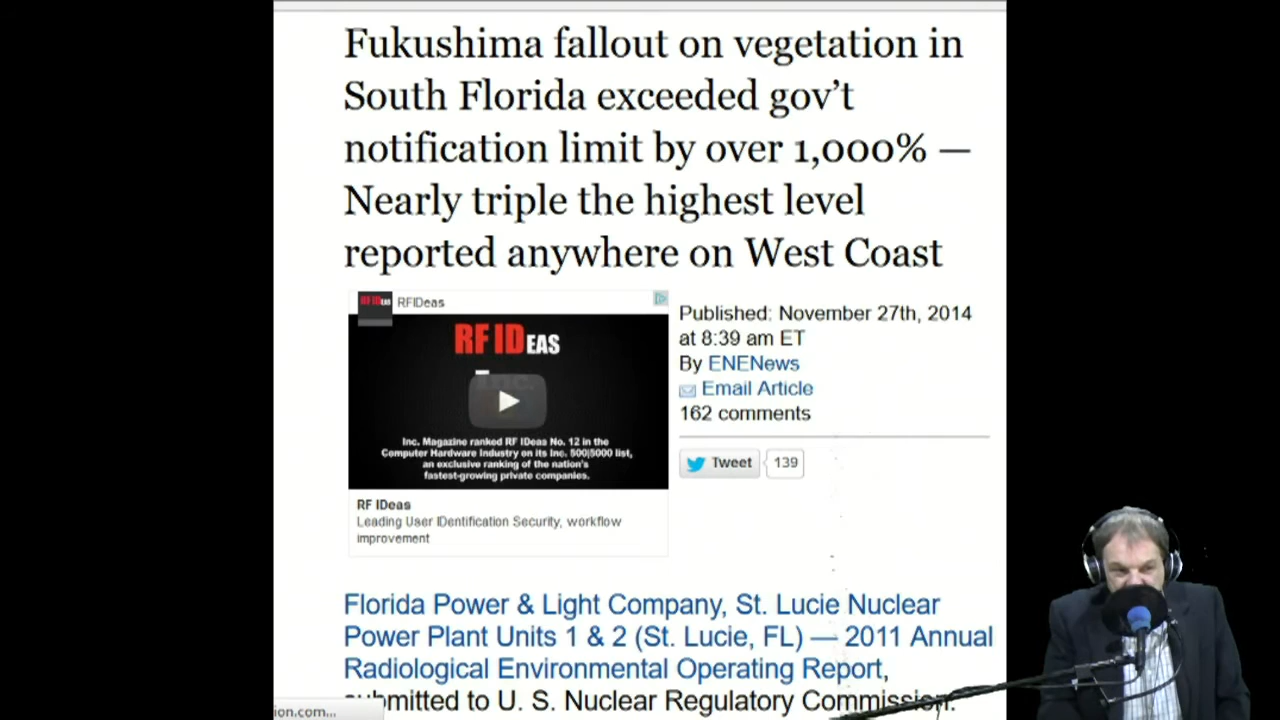 Fukushima fallout on vegetation in
South Florida exceeded gov't
notification limit by over 1,000% —
Nearly triple the highest level
reported anywhere on West Coast
RF IDEAS RFIDeas
RF IDEAS
Inc.
Inc. Magazine ranked RF IDeas No. 12 in the
Computer Hardware Industry on its Inc. 500|5000 list,
an exclusive ranking of the nation's
fastest-growing private companies.
RF IDeas
Leading User IDentification Security, workflow
improvement
Published: November 27th, 2014
at 8:39 am ET
By ENENews
Email Article
162 comments
Tweet 139
Florida Power & Light Company, St. Lucie Nuclear
Power Plant Units 1 & 2 (St. Lucie, FL) — 2011 Annual
Radiological Environmental Operating Report,
submitted to U. S. Nuclear Regulatory Commission.
ion.com...